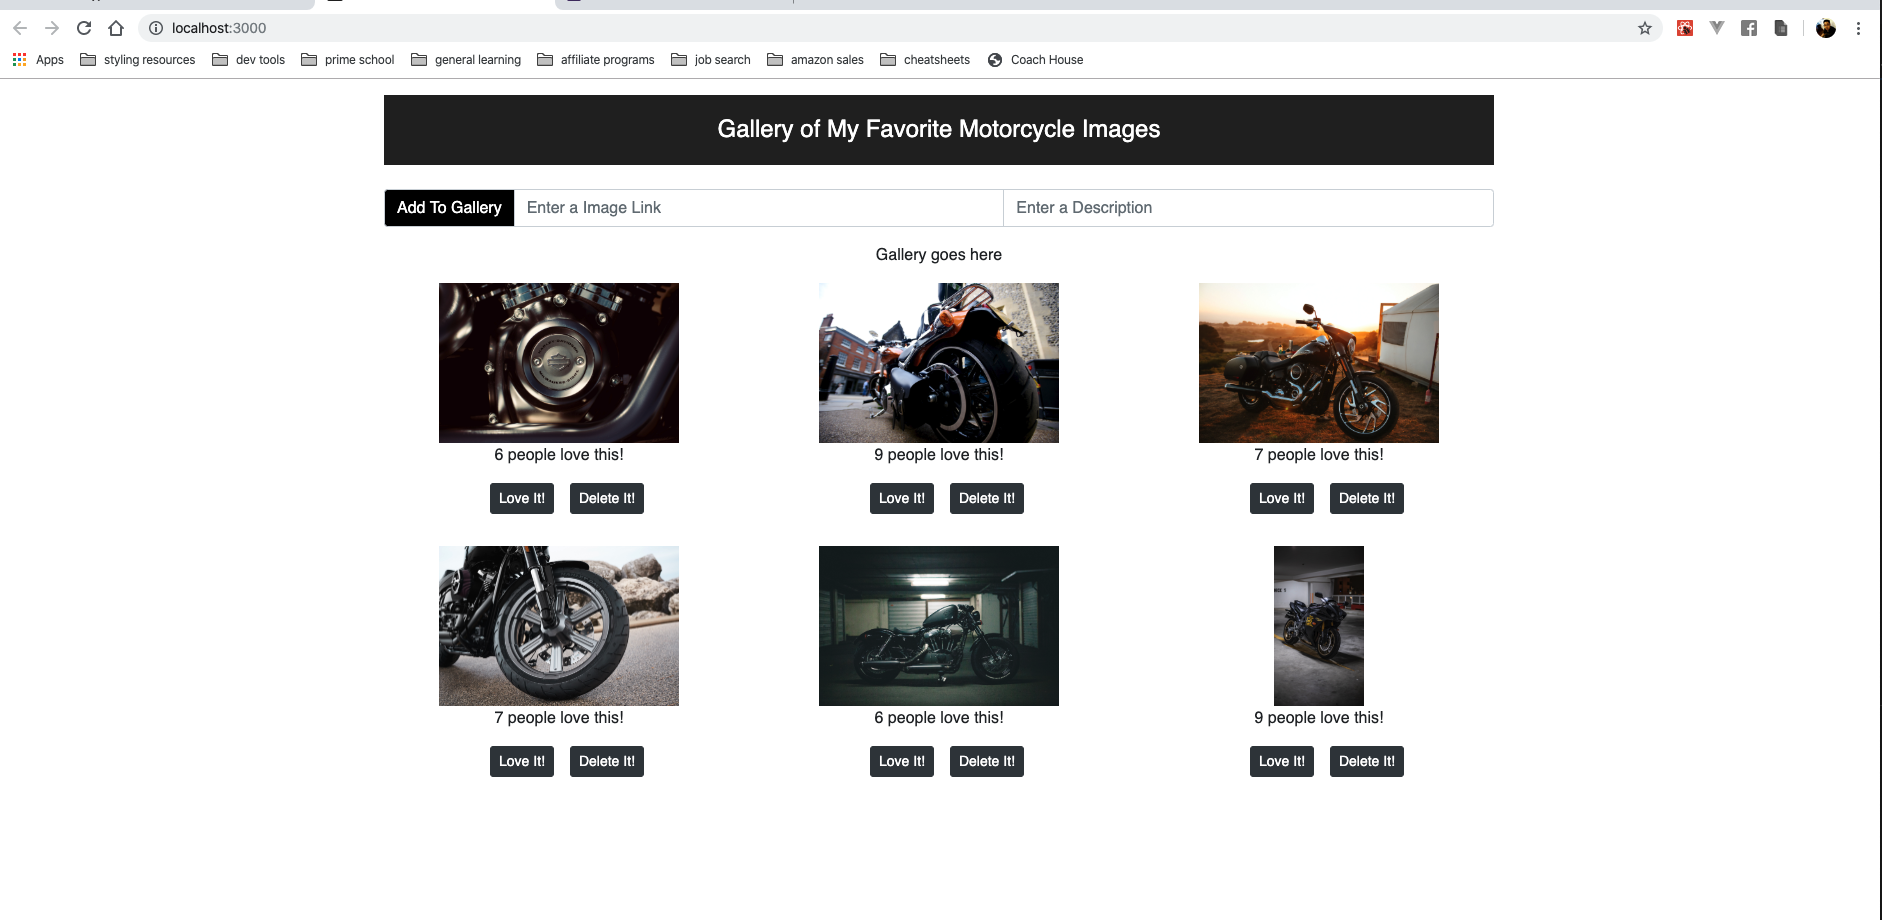 localhost:3000
Apps styling resources dev tools prime school general learning affiliate programs job search amazon sales cheatsheets Coach House
Gallery of My Favorite Motorcycle Images
Add To Gallery Enter a Image Link Enter a Description
Gallery goes here
6 people love this! 9 people love this! 7 people love this!
Love It! Delete It! Love It! Delete It! Love It! Delete It!
7 people love this! 6 people love this! 9 people love this!
Love It! Delete It! Love It! Delete It! Love It! Delete It!